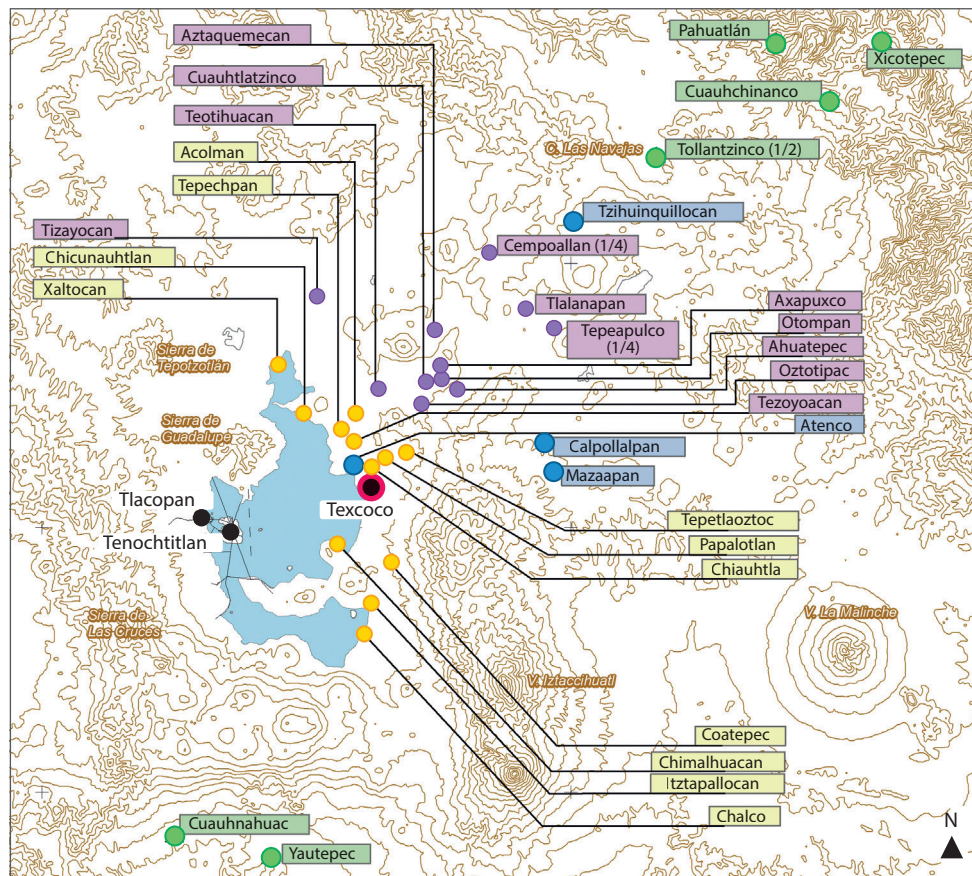 Aztaquemecan
Cuauhtlatzinco
Teotihuacan
Acolman
Tepechpan
Tizayocan
Chicunauhtlan
Xaltocan
Pahuatlán
Xicotepec
Cuauhchinanco
C. Las Navajas
Tollantzinco (1/2)
Tzihuinquillocan
Cempoallan (1/4)
Tlalanapan
Tepeapulco
(1/4)
Axapuxco
Otompan
Ahuatepec
Oztotipac
Tezoyoacan
Atenco
Sierra de
Tepotzotlán
Sierra de
Guadalupe
Calpollalpan
Mazaapan
Tlacopan
Tenochtitlan
Texcoco
Tepetlaoztoc
Papalotlan
Chiauhtla
Sierra de
Las Cruces
V. La Malinche
V. Iztaccihuatl
Coatepec
Chimalhuacan
Itztapallocan
Chalco
Cuauhnahuac
Yautepec
N